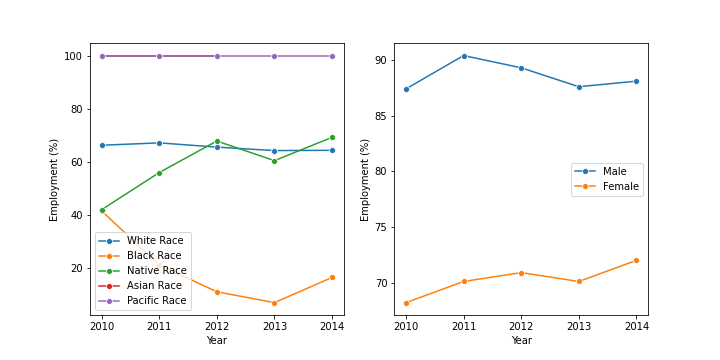 100
80
60
40
20
Employment (%)
White Race
Black Race
Native Race
Asian Race
Pacific Race
2010 2011 2012 2013 2014
Year
90
85
80
75
70
Employment (%)
Male
Female
2010 2011 2012 2013 2014
Year